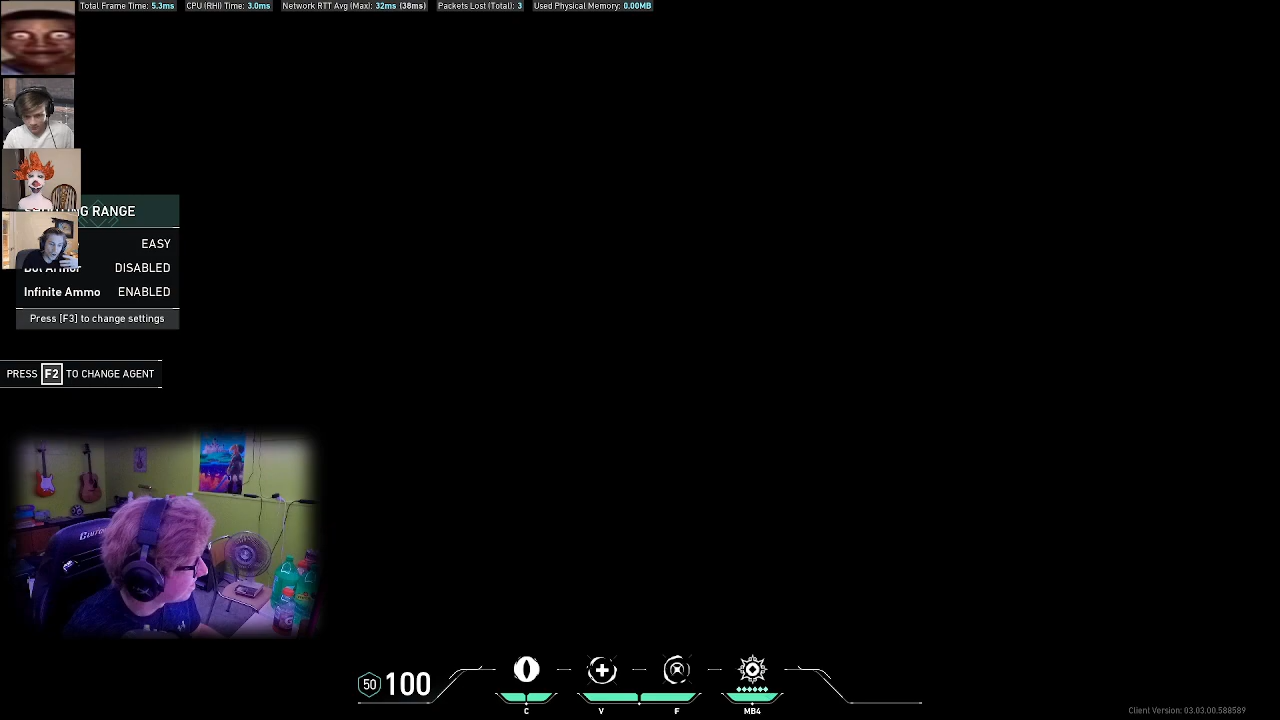 Total Frame Time: 5.3ms CPU (RHI) Time: 3.0ms Network RTT Avg (Max): 32ms (38ms) Packets Lost (Total): 3 Used Physical Memory: 0.00MB
RANGE
EASY
DISABLED
Infinite Ammo ENABLED
Press [F3] to change settings
PRESS F2 TO CHANGE AGENT
50 100
C V F MB4
Client Version: 03.03.00.588589